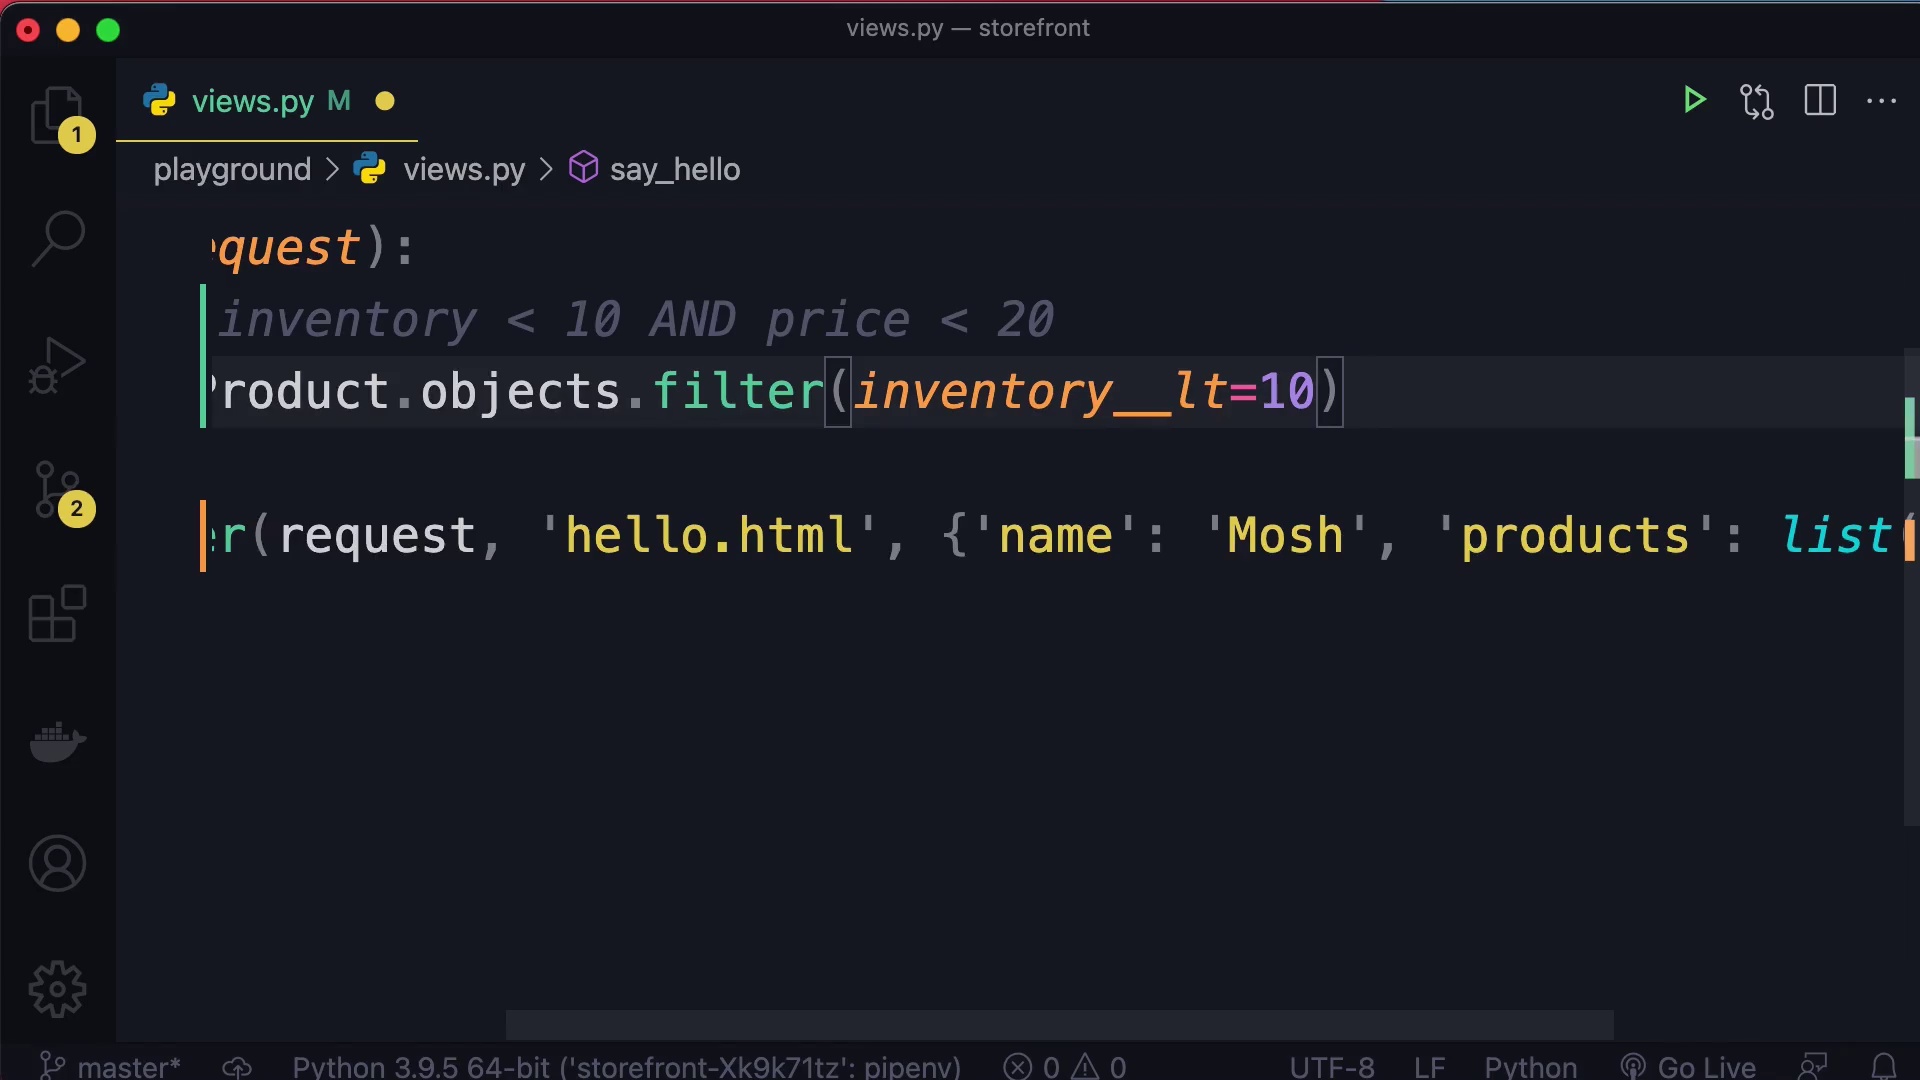 views.py — storefront
views.py M
1
playground > views.py > say_hello
quest):
inventory < 10 AND price < 20
Product.objects.filter(inventory__lt=10)
2
er(request, 'hello.html', {'name': 'Mosh', 'products': list(
master* Python 3.9.5 64-bit ('storefront-Xk9k71tz': pipenv) 0 0 UTF-8 LF Python Go Live